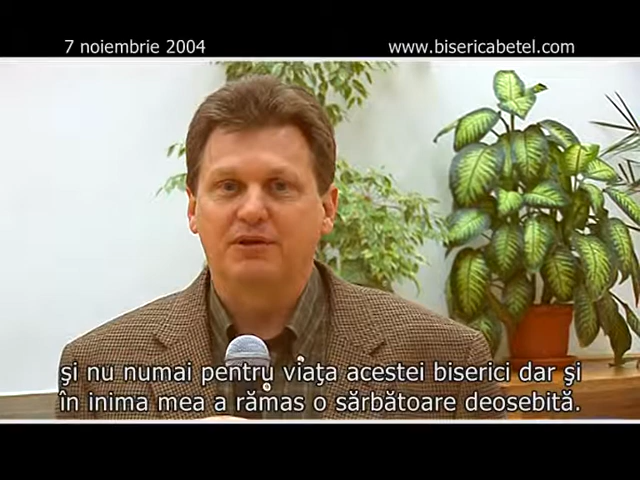 7 noiembrie 2004 www.bisericabetel.com
şi nu numai pentru viaţa acestei biserici dar şi
în inima mea a rămas o sărbătoare deosebită.